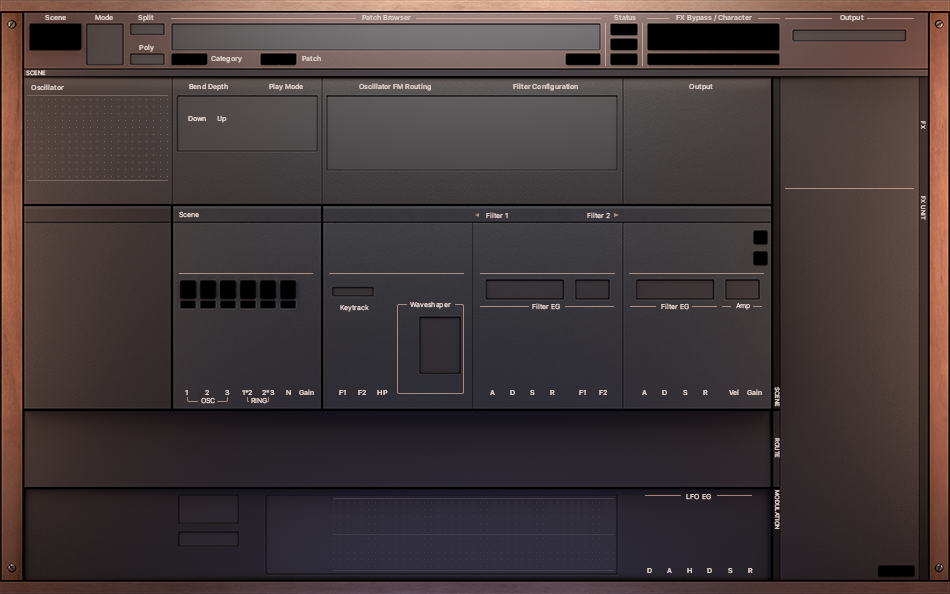 Scene
Mode
Split
Poly
Patch Browser
Category
Patch
Status
FX Bypass / Character
Output
SCENE
Oscillator
Bend Depth
Play Mode
Down Up
Oscillator FM Routing
Filter Configuration
Output
FX
FX UNIT
Scene
◄ Filter 1
Filter 2 ►
Keytrack
Waveshaper
Filter EG
Filter EG
Amp
1 2 3 1*2 2*3 N Gain
OSC
RING
F1 F2 HP
A D S R F1 F2
A D S R Vel Gain
SCENE
ROUTE
MODULATION
LFO EG
D A H D S R